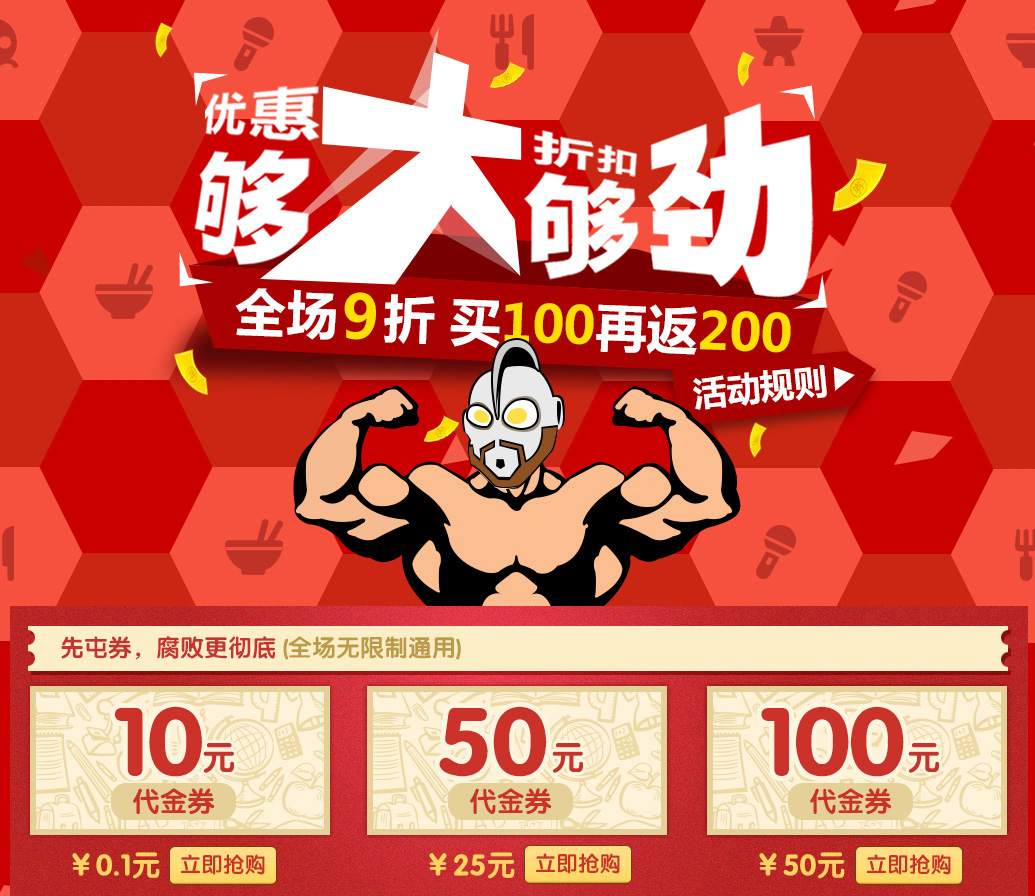 优惠够大 折扣够劲
全场9折 买100再返200
活动规则
先屯券，腐败更彻底 (全场无限制通用)
10元
代金券
50元
代金券
100元
代金券
¥0.1元 立即抢购
¥25元 立即抢购
¥50元 立即抢购